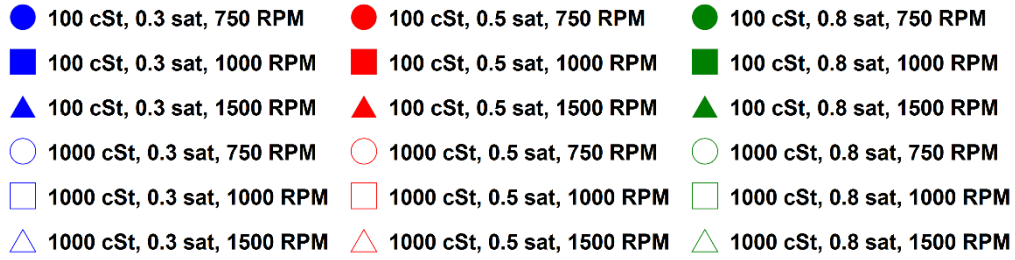 100 cSt, 0.3 sat, 750 RPM
100 cSt, 0.3 sat, 1000 RPM
100 cSt, 0.3 sat, 1500 RPM
1000 cSt, 0.3 sat, 750 RPM
1000 cSt, 0.3 sat, 1000 RPM
1000 cSt, 0.3 sat, 1500 RPM
100 cSt, 0.5 sat, 750 RPM
100 cSt, 0.5 sat, 1000 RPM
100 cSt, 0.5 sat, 1500 RPM
1000 cSt, 0.5 sat, 750 RPM
1000 cSt, 0.5 sat, 1000 RPM
1000 cSt, 0.5 sat, 1500 RPM
100 cSt, 0.8 sat, 750 RPM
100 cSt, 0.8 sat, 1000 RPM
100 cSt, 0.8 sat, 1500 RPM
1000 cSt, 0.8 sat, 750 RPM
1000 cSt, 0.8 sat, 1000 RPM
1000 cSt, 0.8 sat, 1500 RPM